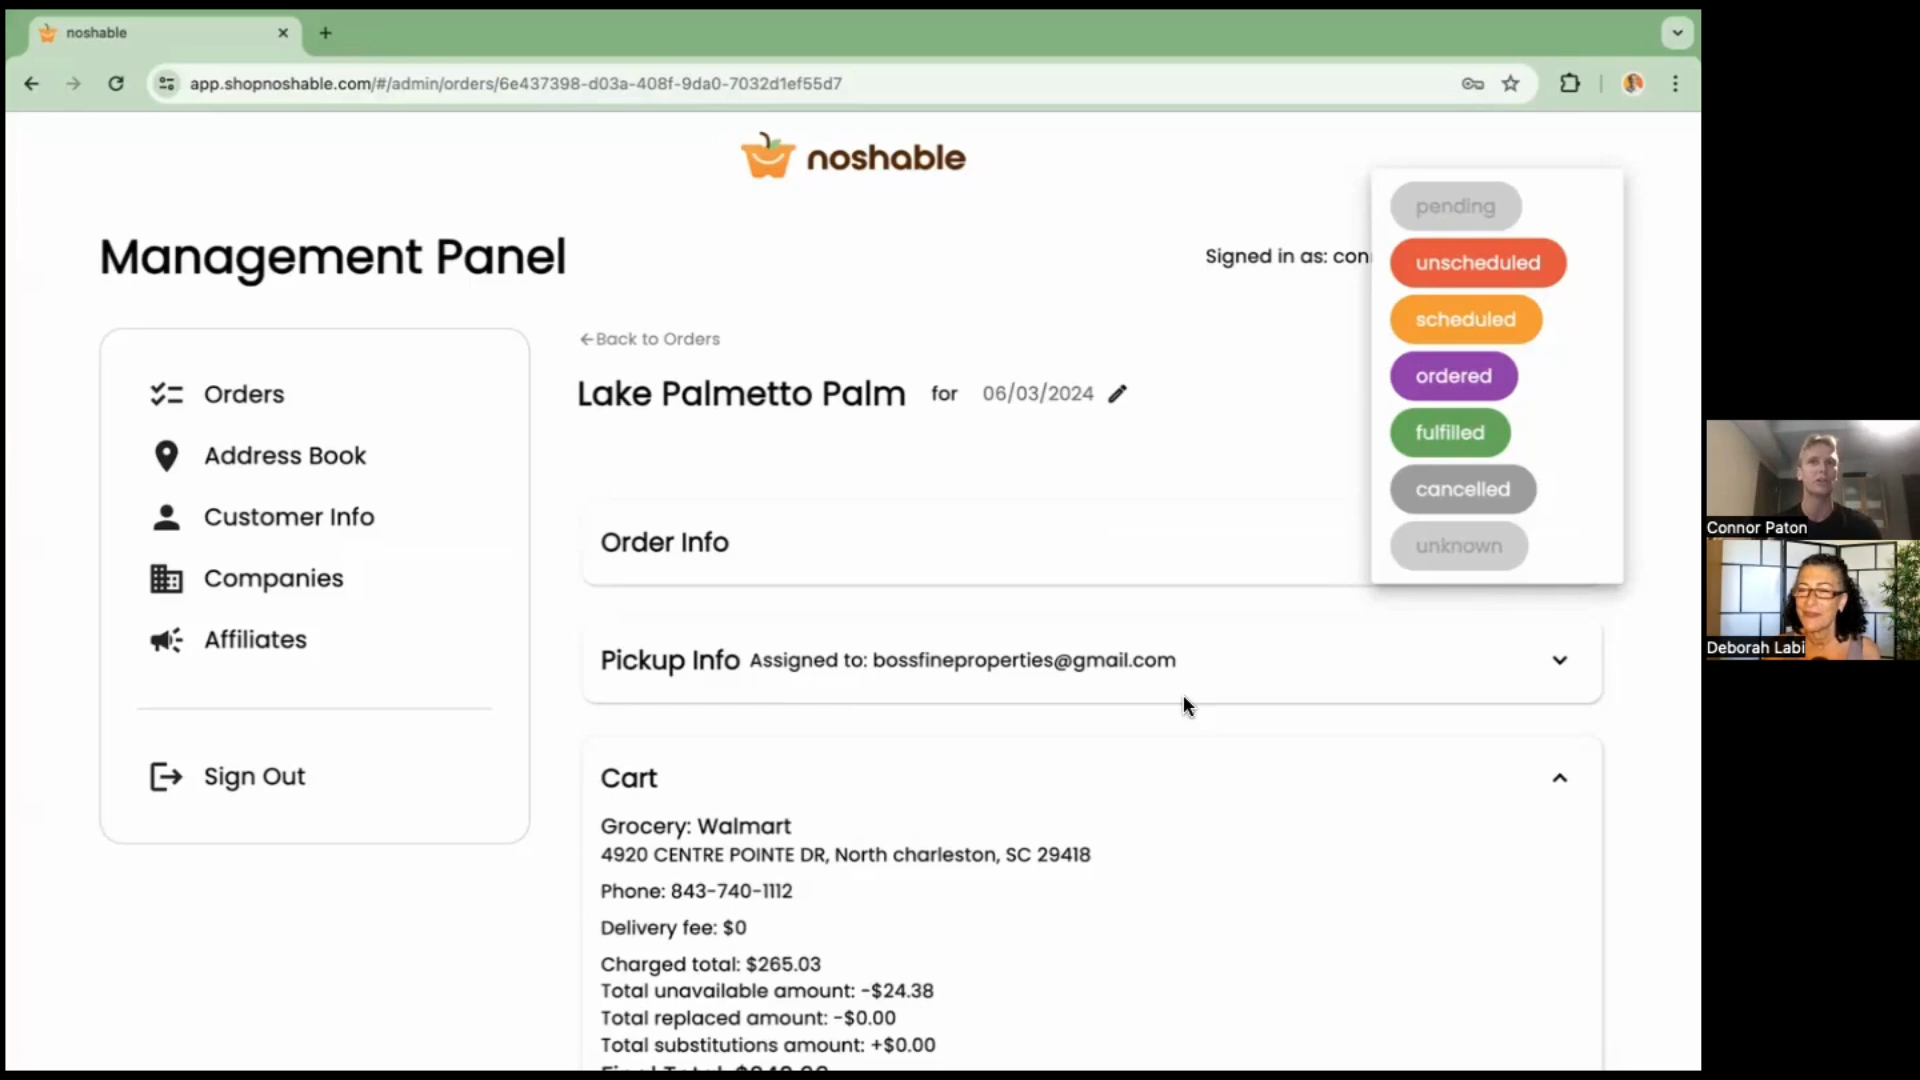 noshable
app.shopnoshable.com/#/admin/orders/6e437398-d03a-408f-9da0-7032d1ef55d7
noshable
Management Panel
Signed in as:
pending
unscheduled
scheduled
ordered
fulfilled
cancelled
unknown
Orders
Address Book
Customer Info
Companies
Affiliates
Sign Out
Back to Orders
Lake Palmetto Palm for 06/03/2024
Order Info
Pickup Info Assigned to: bossfineproperties@gmail.com
Cart
Grocery: Walmart
4920 CENTRE POINTE DR, North charleston, SC 29418
Phone: 843-740-1112
Delivery fee: $0
Charged total: $265.03
Total unavailable amount: -$24.38
Total replaced amount: -$0.00
Total substitutions amount: +$0.00
Connor Paton
Deborah Labi